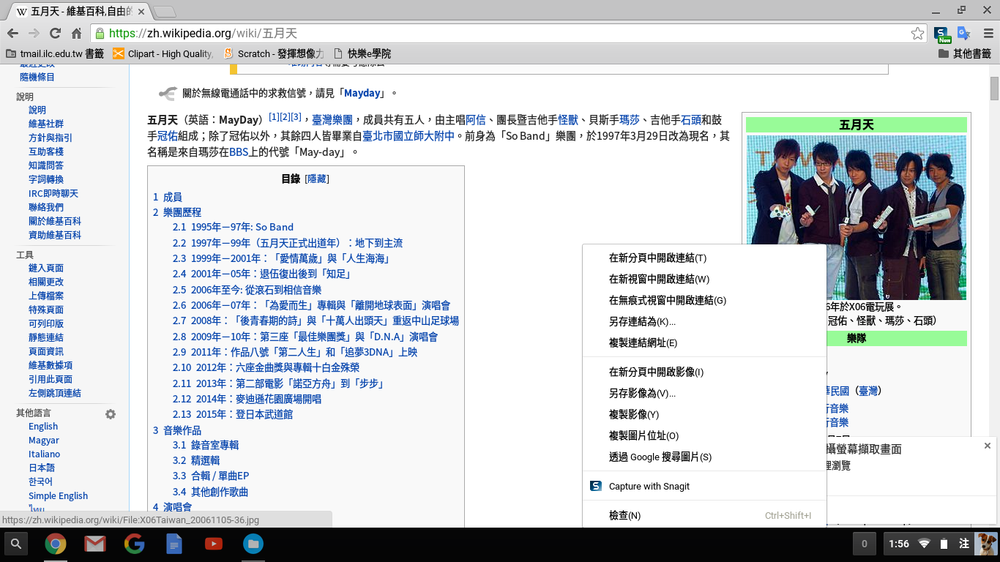 五月天 - 維基百科,自由的
https://zh.wikipedia.org/wiki/五月天
New
tmail.ilc.edu.tw 書籤
Clipart - High Quality,
Scratch - 發揮想像力
快樂e學院
其他書籤
最近更改
隨機條目
說明
說明
維基社群
方針與指引
互助客棧
知識問答
字詞轉換
IRC即時聊天
聯絡我們
關於維基百科
資助維基百科
工具
鏈入頁面
相關更改
上傳檔案
特殊頁面
可列印版
靜態連結
頁面資訊
維基數據項
引用此頁面
左側跳頂連結
其他語言
English
Magyar
Italiano
日本語
한국어
Simple English
ไทย
https://zh.wikipedia.org/wiki/File:X06Taiwan_20061105-36.jpg
關於無線電通話中的求救信號，請見「Mayday」。
五月天（英語：MayDay）[1][2][3]，臺灣樂團，成員共有五人，由主唱阿信、團長暨吉他手怪獸、貝斯手瑪莎、吉他手石頭和鼓
手冠佑組成；除了冠佑以外，其餘四人皆畢業自臺北市國立師大附中。前身為「So Band」樂團，於1997年3月29日改為現名，其
名稱是來自瑪莎在BBS上的代號「May-day」。
目錄 [隱藏]
1 成員
2 樂團歷程
2.1 1995年－97年: So Band
2.2 1997年－99年（五月天正式出道年）：地下到主流
2.3 1999年－2001年：「愛情萬歲」與「人生海海」
2.4 2001年－05年：退伍復出後到「知足」
2.5 2006年至今: 從滾石到相信音樂
2.6 2006年－07年：「為愛而生」專輯與「離開地球表面」演唱會
2.7 2008年：「後青春期的詩」與「十萬人出頭天」重返中山足球場
2.8 2009年－10年：第三座「最佳樂團獎」與「D.N.A」演唱會
2.9 2011年：作品八號「第二人生」和「追夢3DNA」上映
2.10 2012年：六座金曲獎與專輯十白金殊榮
2.11 2013年：第二部電影「諾亞方舟」到「步步」
2.12 2014年：麥迪遜花園廣場開唱
2.13 2015年：登日本武道館
3 音樂作品
3.1 錄音室專輯
3.2 精選輯
3.3 合輯 / 單曲EP
3.4 其他創作歌曲
4 演唱會
五月天
6年於X06電玩展。
冠佑、怪獸、瑪莎、石頭）
樂隊
民國（臺灣）
音樂
音樂
攝螢幕擷取畫面
瀏覽
在新分頁中開啟連結(T)
在新視窗中開啟連結(W)
在無痕式視窗中開啟連結(G)
另存連結為(K)...
複製連結網址(E)
在新分頁中開啟影像(I)
另存影像為(V)...
複製影像(Y)
複製圖片位址(O)
透過 Google 搜尋圖片(S)
Capture with Snagit
檢查(N) Ctrl+Shift+I
0
1:56
注